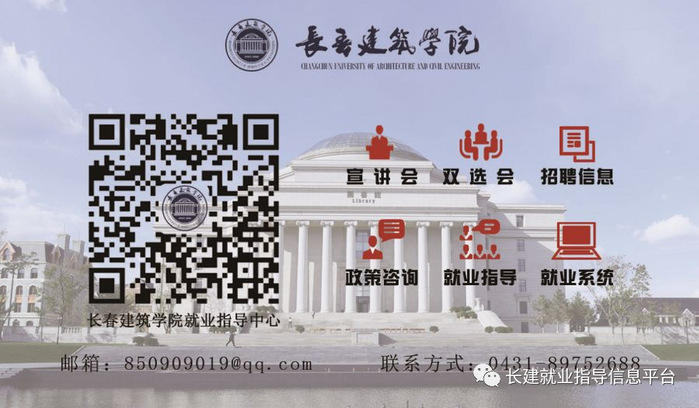 長春建筑學院
CHANGCHUN UNIVERSITY OF ARCHITECTURE AND CIVIL ENGINEERING
宣讲会 双选会 招聘信息
Library
政策咨询 就业指导 就业系统
长春建筑学院就业指导中心
邮箱：850909019@qq.com 联系方式：0431-89752688
长建就业指导信息平台